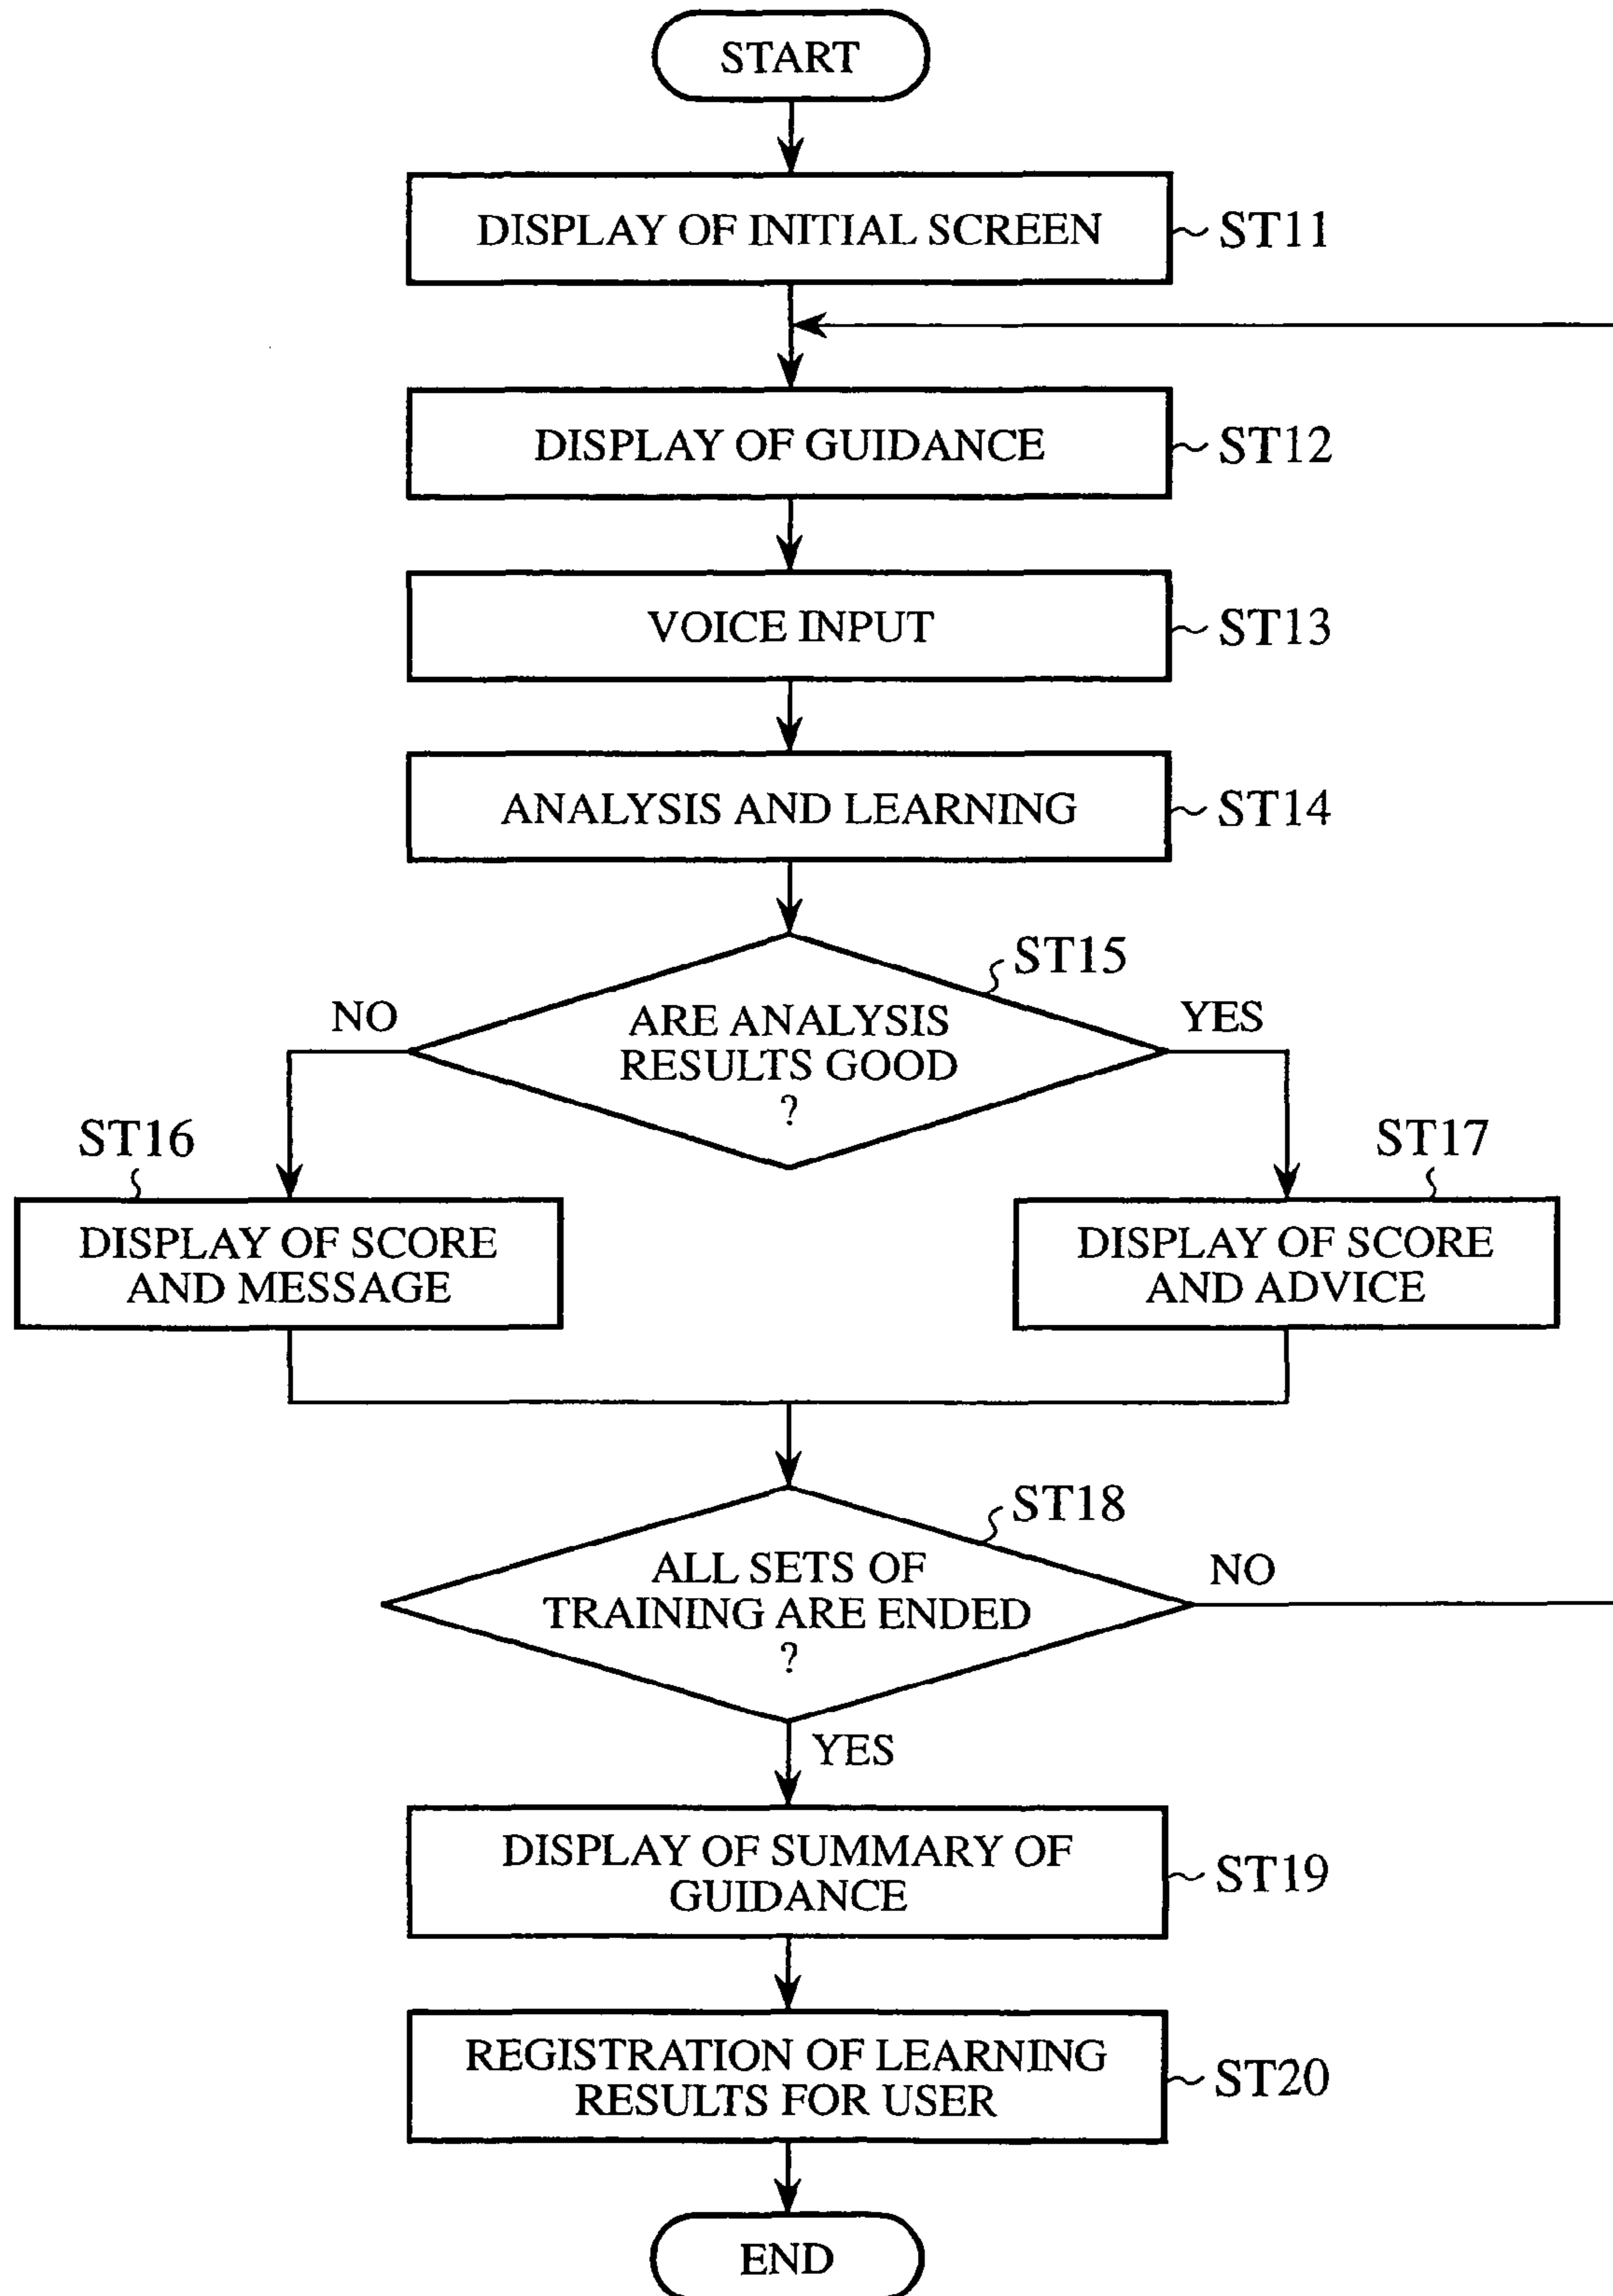 START
DISPLAY OF INITIAL SCREEN
ST11
DISPLAY OF GUIDANCE
ST12
VOICE INPUT
ST13
ANALYSIS AND LEARNING
ST14
ST15
NO
ARE ANALYSIS
RESULTS GOOD
?
YES
ST16
DISPLAY OF SCORE
AND MESSAGE
ST17
DISPLAY OF SCORE
AND ADVICE
ST18
ALL SETS OF
TRAINING ARE ENDED
?
NO
YES
DISPLAY OF SUMMARY OF
GUIDANCE
ST19
REGISTRATION OF LEARNING
RESULTS FOR USER
ST20
END